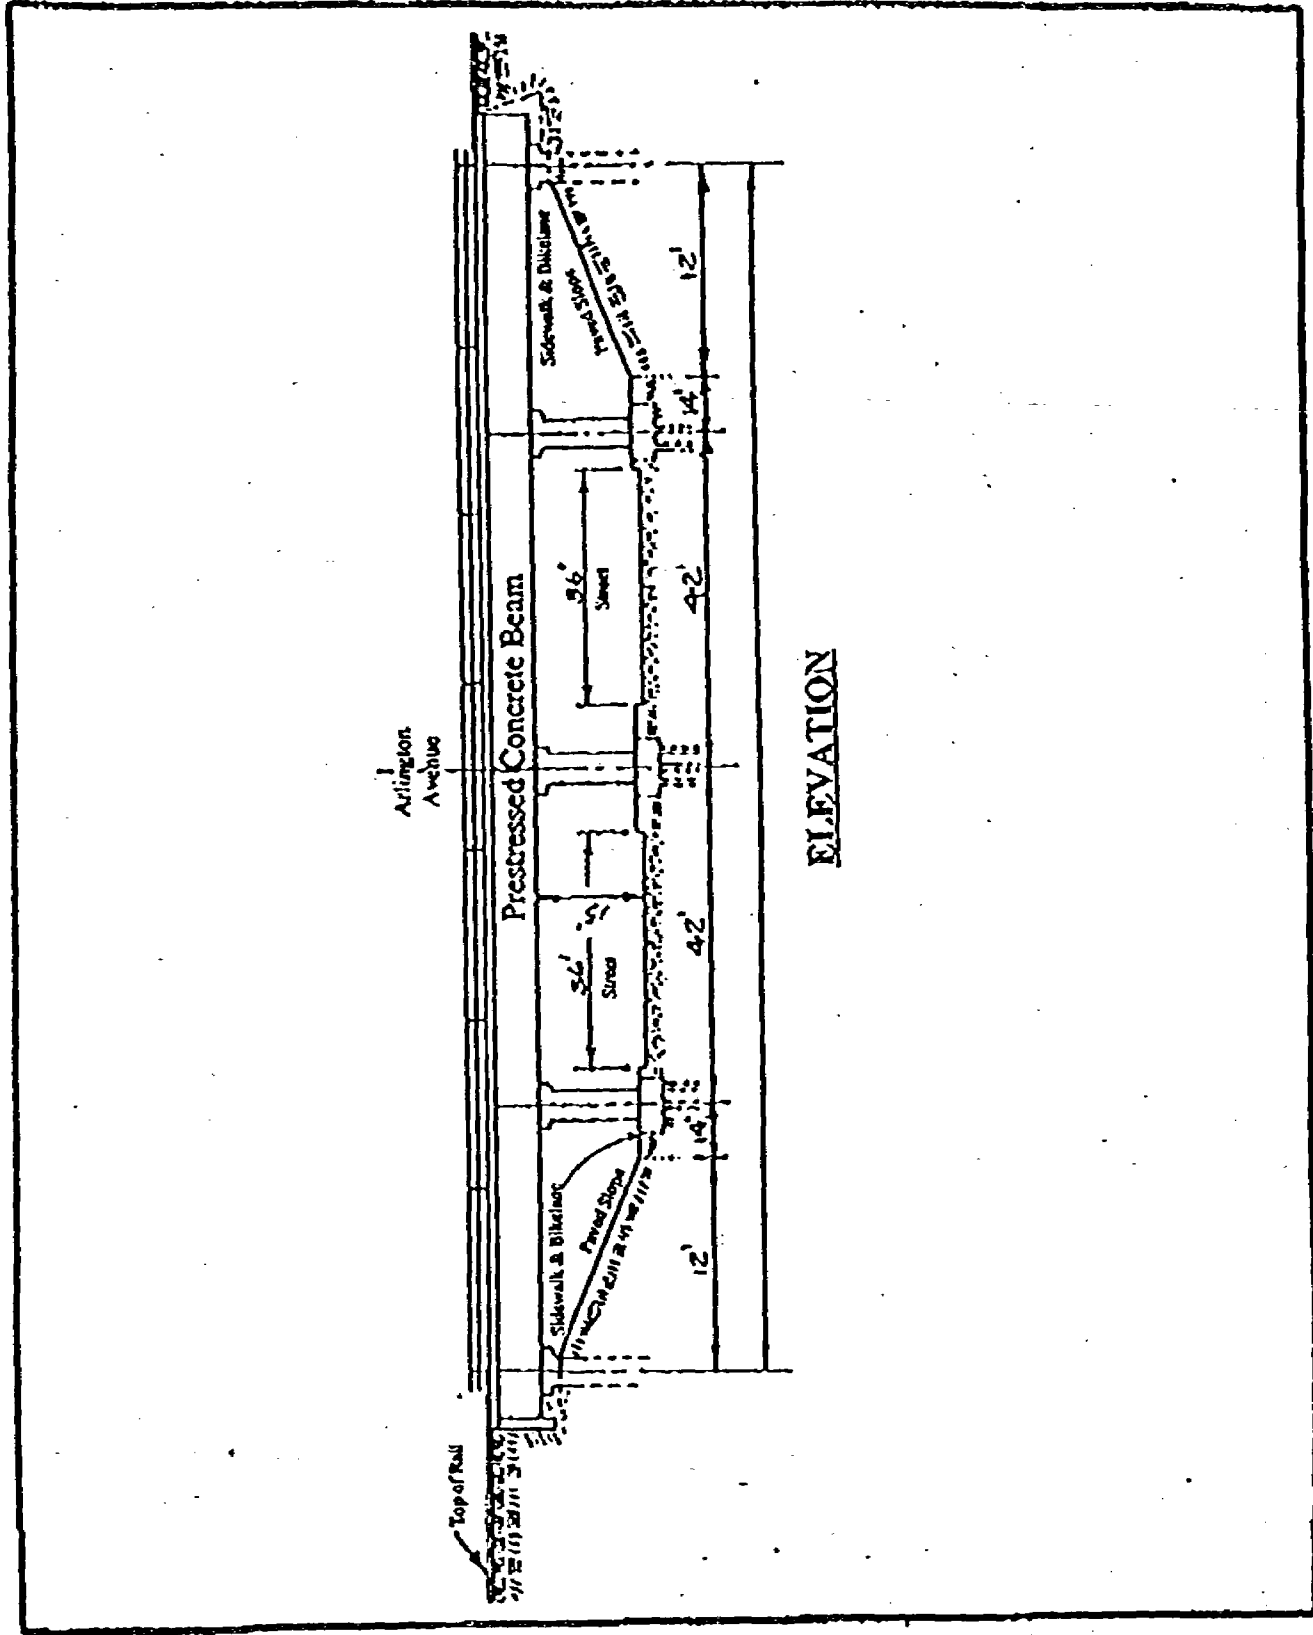 Arlington
Avenue
Top of Rail
Prestressed Concrete Beam
Sidewalk & Bikelane
Paved Slope
36'
Street
36'
Street
Sidewalk & Bikelane
Paved Slope
12'
14'
42'
42'
14'
12'
ELEVATION